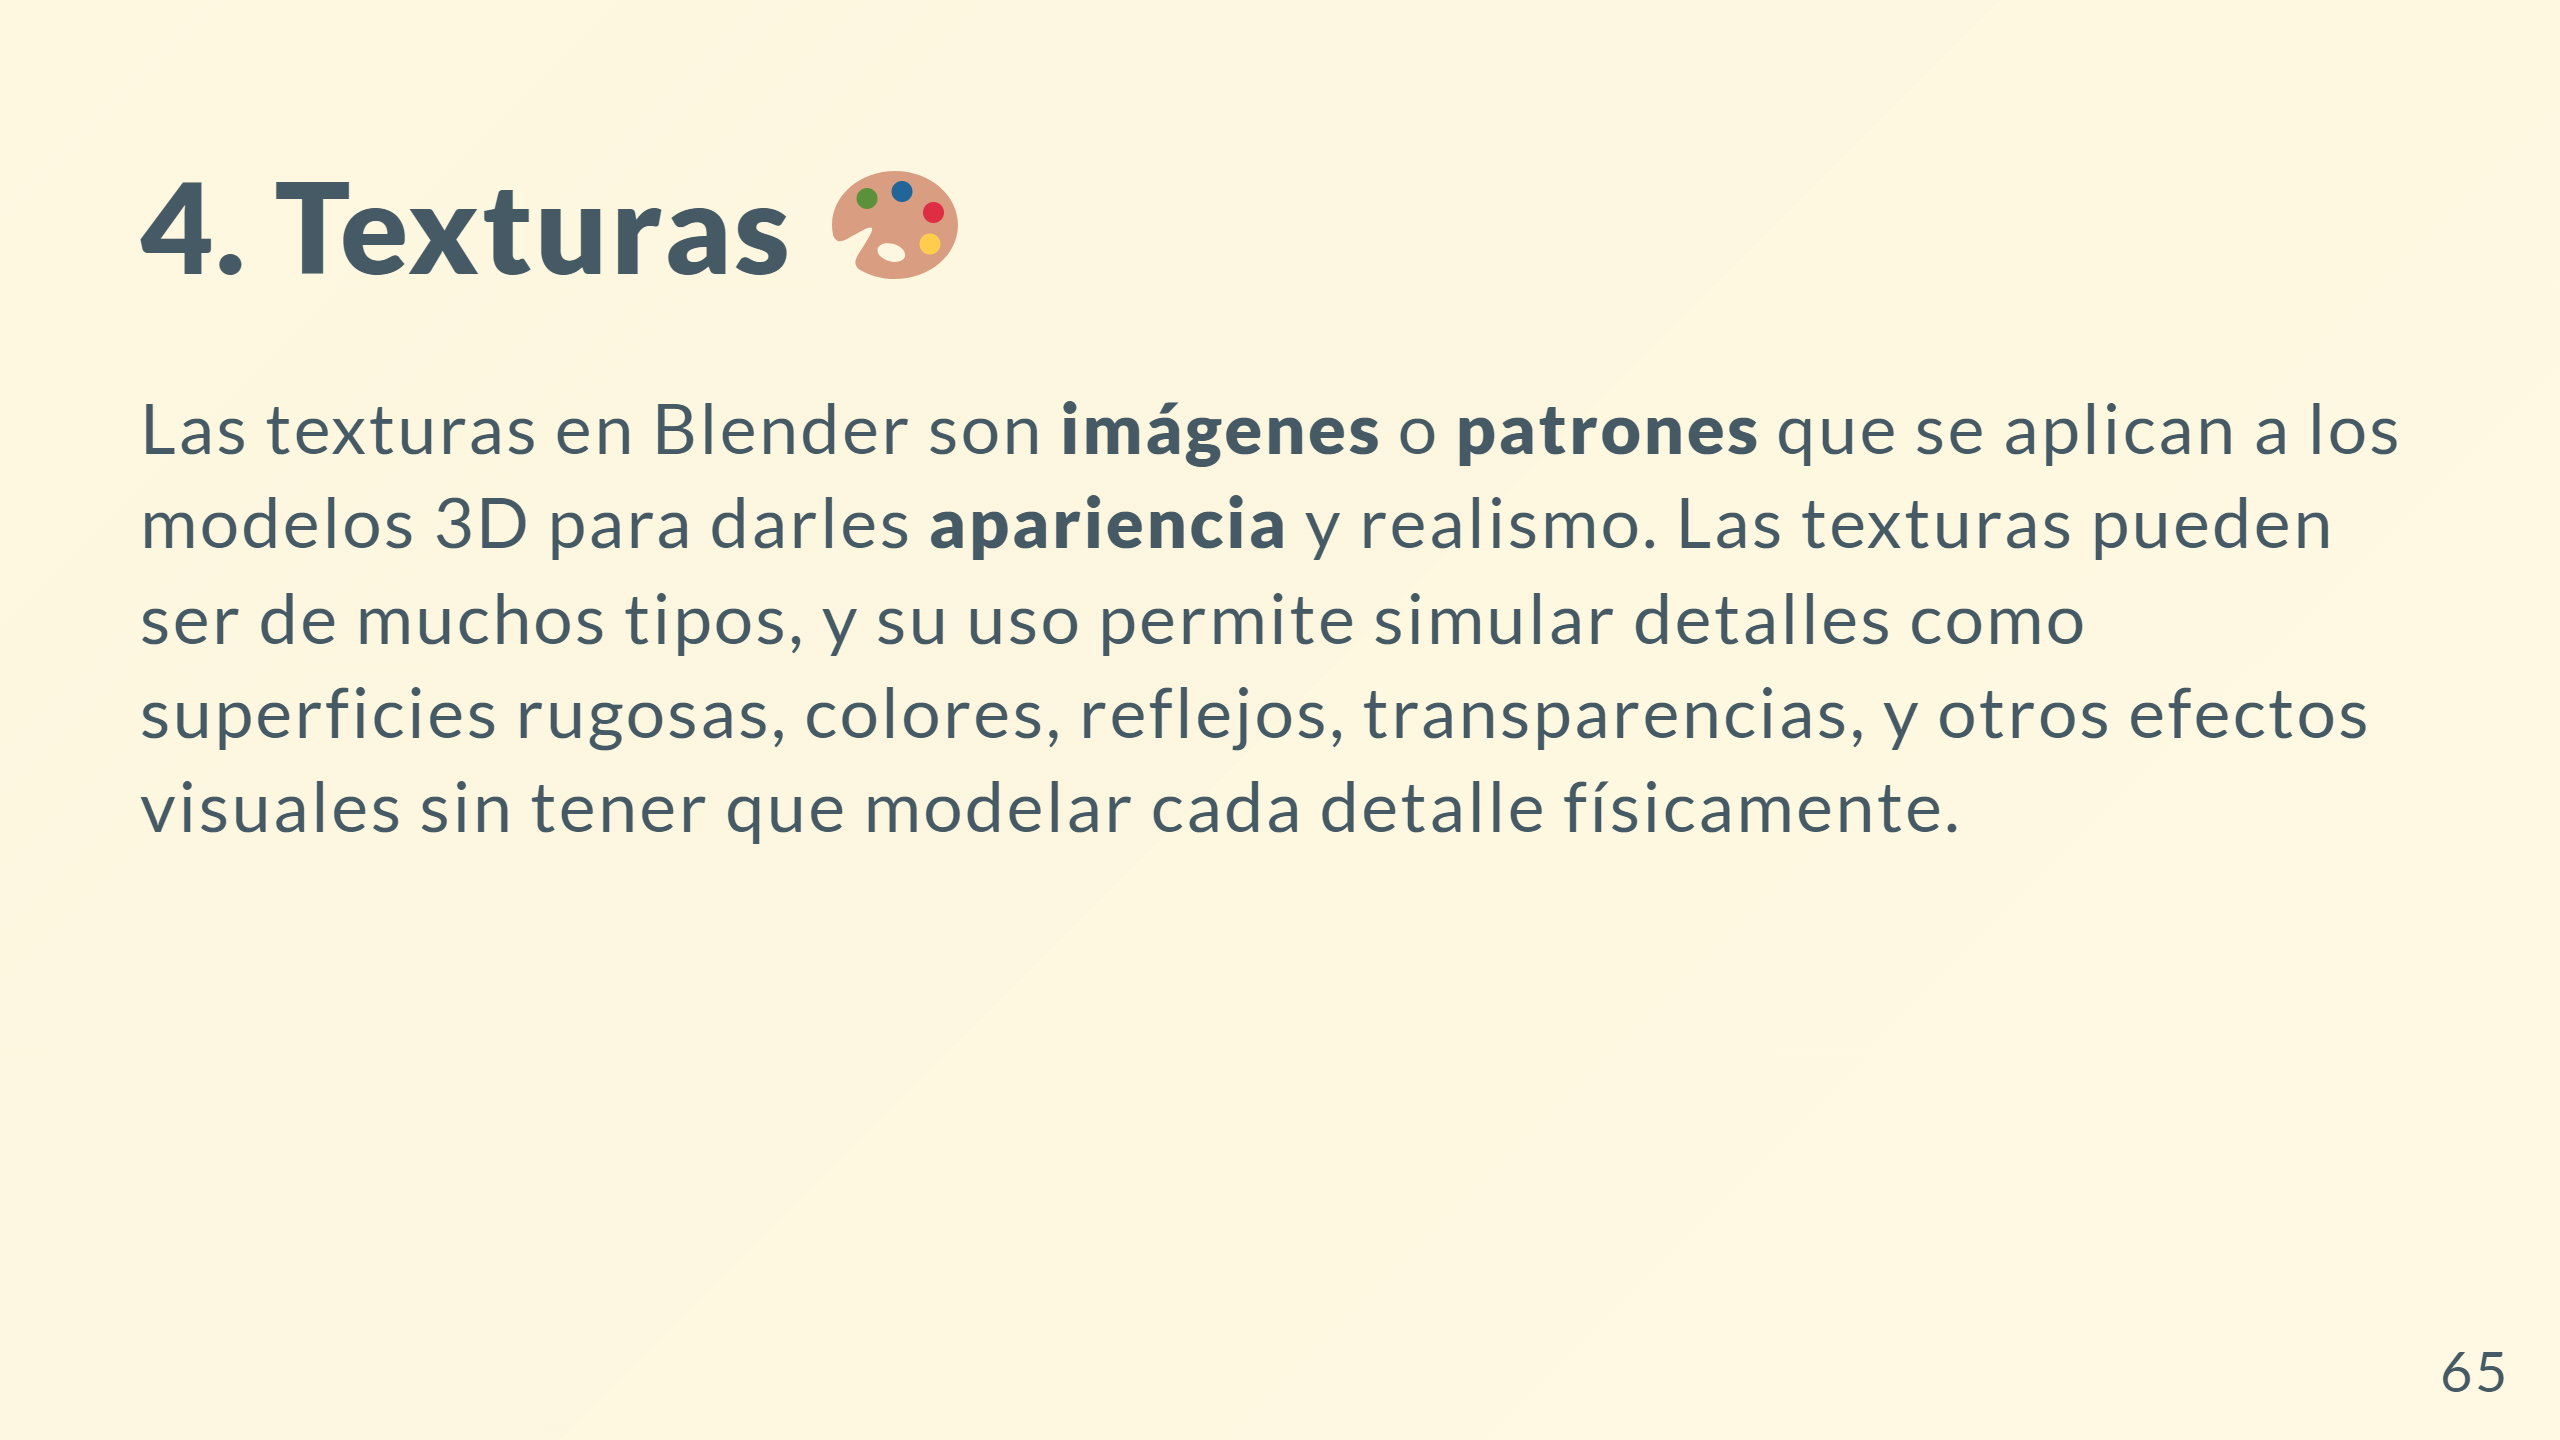 4. Texturas
Las texturas en Blender son imágenes o patrones que se aplican a los
modelos 3D para darles apariencia y realismo. Las texturas pueden
ser de muchos tipos, y su uso permite simular detalles como
superficies rugosas, colores, reflejos, transparencias, y otros efectos
visuales sin tener que modelar cada detalle físicamente.
65